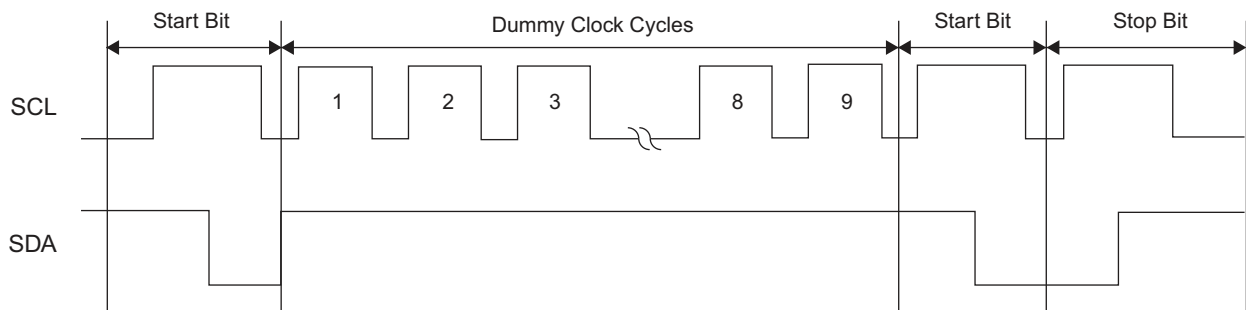 Start Bit
Dummy Clock Cycles
Start Bit
Stop Bit
SCL
1
2
3
8
9
SDA